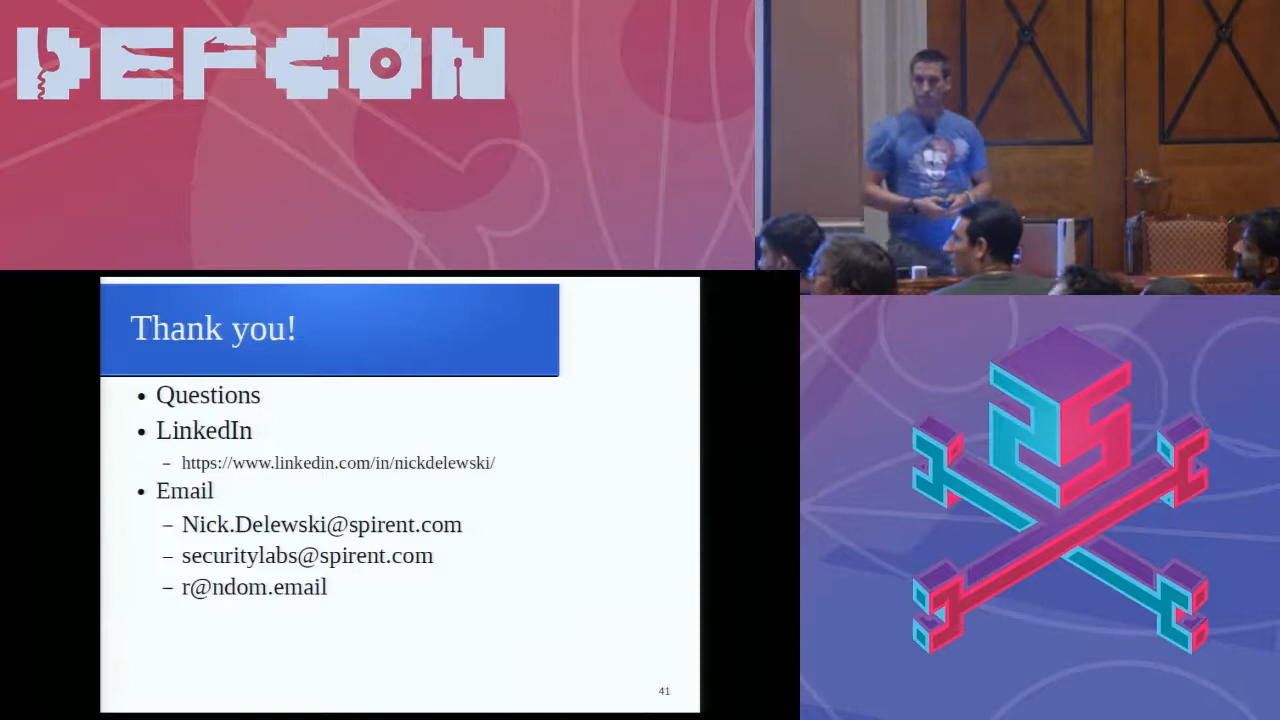 DEFCON
Thank you!
• Questions
• LinkedIn
– https://www.linkedin.com/in/nickdelewski/
• Email
– Nick.Delewski@spirent.com
– securitylabs@spirent.com
– r@ndom.email
41
25